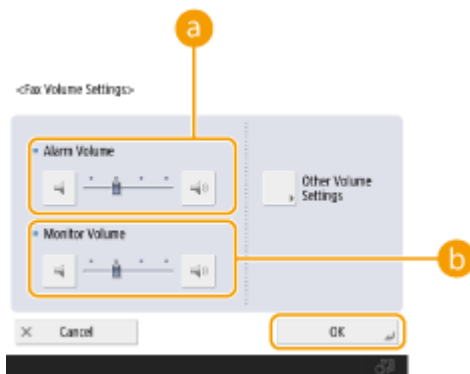 a
<Fax Volume Settings>
Alarm Volume
Other Volume
Settings
Monitor Volume
b
Cancel
OK